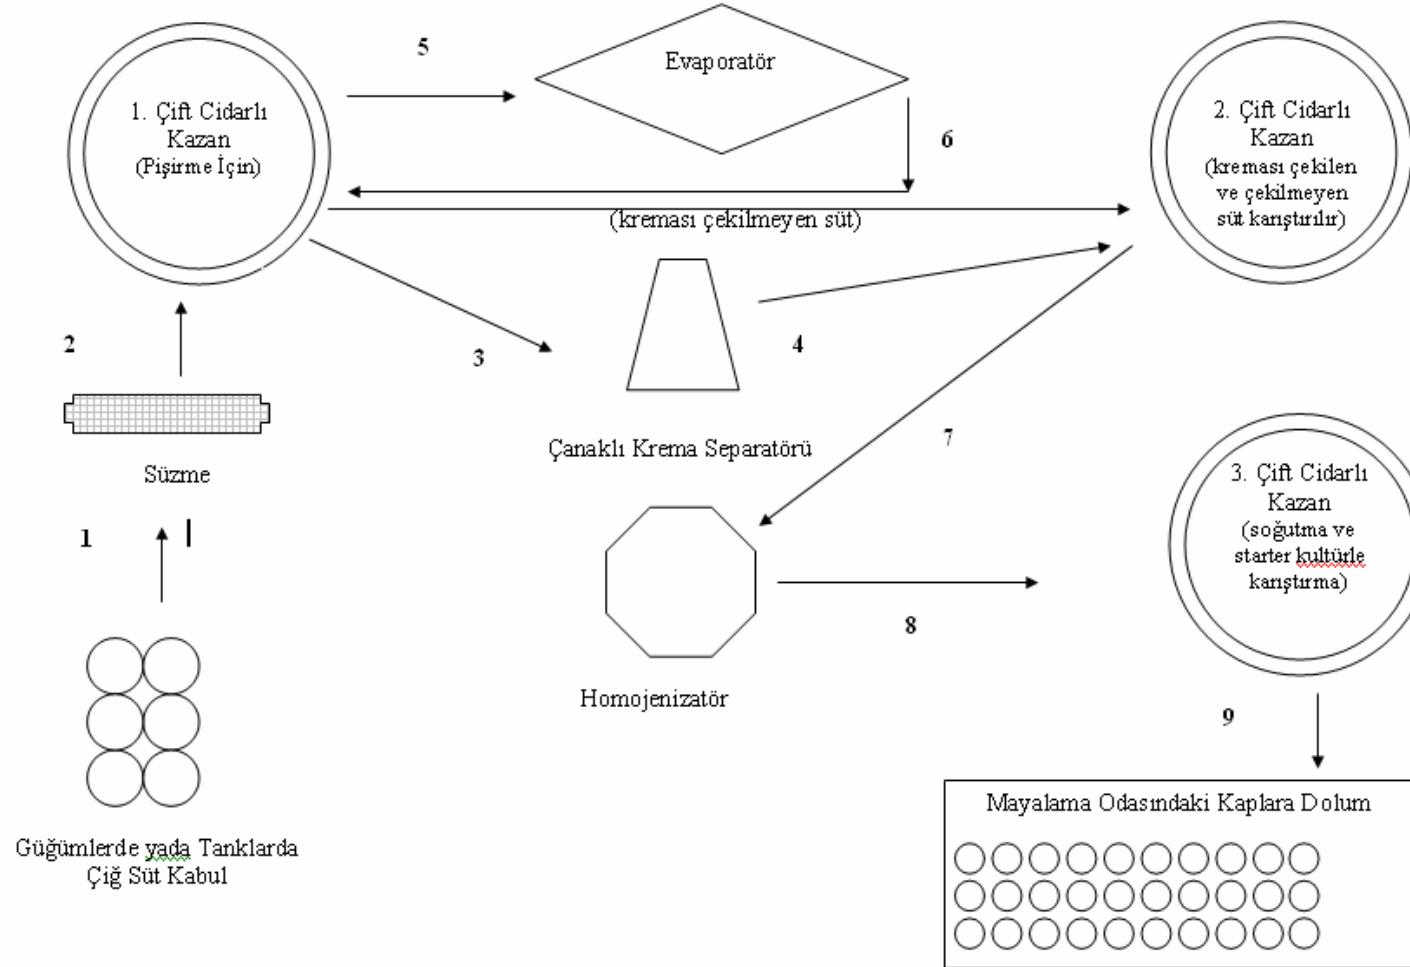 5
Evaporatör
1. Çift Cidarlı
Kazan
(Pişirme İçin)
2. Çift Cidarlı
Kazan
(kreması çekilen
ve çekilmeyen
süt karıştırılır)
6
(kreması çekilmeyen süt)
2
3
4
Çanaklı Krema Separatörü
7
Süzme
3. Çift Cidarlı
Kazan
(soğutma ve
starter kültürle
karıştırma)
1
8
Homojenizatör
9
Mayalama Odasındaki Kaplara Dolum
Güğümlerde yada Tanklarda
Çiğ Süt Kabul